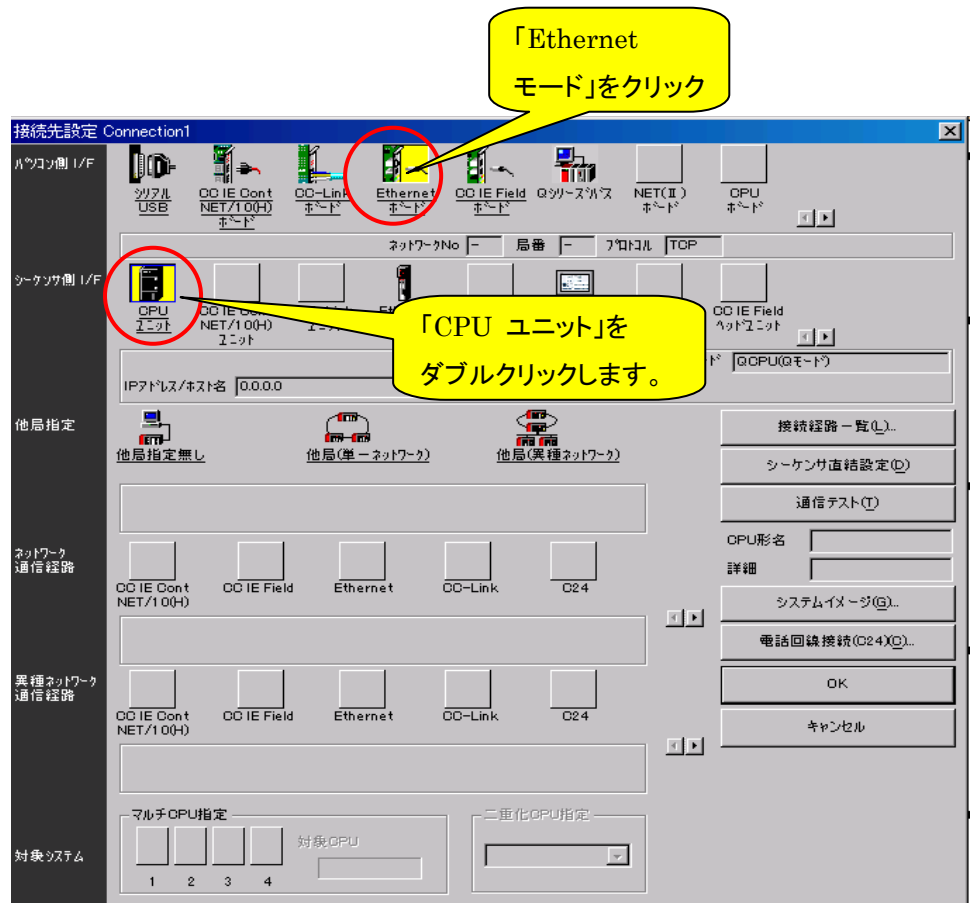 「Ethernet
モード」をクリック
接続先設定 Connection1
パソコン側 I/F
シリアル
USB
CC IE Cont
NET/10(H)
ボード
CC-Link
ボード
Ethernet
ボード
CC IE Field
ボード
Qシリーズバス
NET(II)
ボード
CPU
ボード
ネットワークNo
-
局番
-
プロトコル
TCP
シーケンサ側 I/F
CPU
ユニット
NET/10(H)
ユニット
CC IE Field
ヘッドユニット
「CPU ユニット」を
ダブルクリックします。
QCPU(Qモード)
IPアドレス/ホスト名
0.0.0.0
他局指定
他局指定無し
他局(単一ネットワーク)
他局(異種ネットワーク)
接続経路一覧(L)...
シーケンサ直結設定(D)
通信テスト(T)
CPU形名
詳細
システムイメージ(G)...
電話回線接続(C24)(C)...
OK
キャンセル
ネットワーク
通信経路
CC IE Cont
NET/10(H)
CC IE Field
Ethernet
CC-Link
C24
異種ネットワーク
通信経路
CC IE Cont
NET/10(H)
CC IE Field
Ethernet
CC-Link
C24
対象システム
マルチCPU指定
1 2 3 4
対象CPU
二重化CPU指定